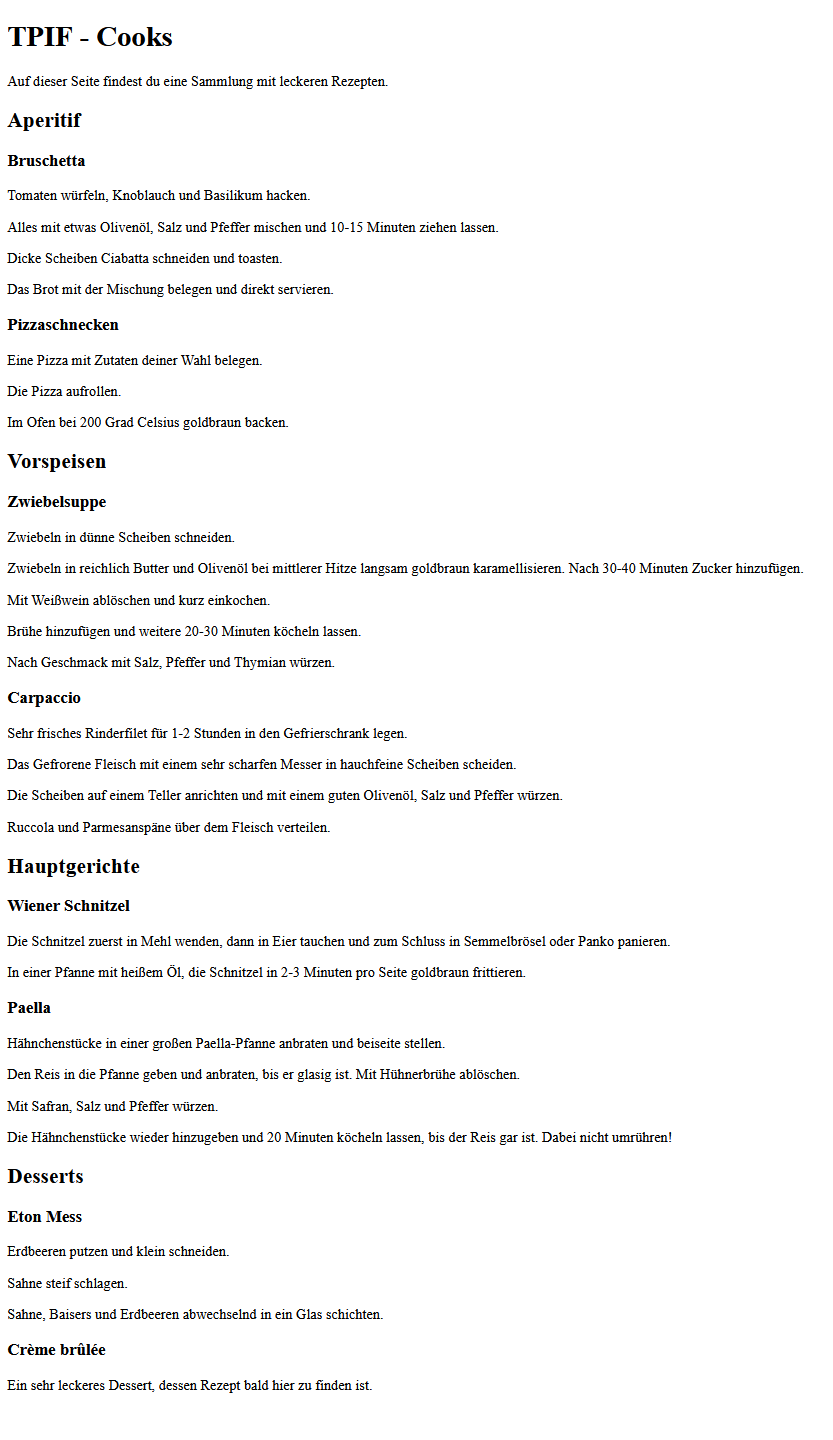 TPIF - Cooks
Auf dieser Seite findest du eine Sammlung mit leckeren Rezepten.
Aperitif
Bruschetta
Tomaten würfeln, Knoblauch und Basilikum hacken.
Alles mit etwas Olivenöl, Salz und Pfeffer mischen und 10-15 Minuten ziehen lassen.
Dicke Scheiben Ciabatta schneiden und toasten.
Das Brot mit der Mischung belegen und direkt servieren.
Pizzaschnecken
Eine Pizza mit Zutaten deiner Wahl belegen.
Die Pizza aufrollen.
Im Ofen bei 200 Grad Celsius goldbraun backen.
Vorspeisen
Zwiebelsuppe
Zwiebeln in dünne Scheiben schneiden.
Zwiebeln in reichlich Butter und Olivenöl bei mittlerer Hitze langsam goldbraun karamellisieren. Nach 30-40 Minuten Zucker hinzufügen.
Mit Weißwein ablöschen und kurz einkochen.
Brühe hinzufügen und weitere 20-30 Minuten köcheln lassen.
Nach Geschmack mit Salz, Pfeffer und Thymian würzen.
Carpaccio
Sehr frisches Rinderfilet für 1-2 Stunden in den Gefrierschrank legen.
Das Gefrorene Fleisch mit einem sehr scharfen Messer in hauchfeine Scheiben scheiden.
Die Scheiben auf einem Teller anrichten und mit einem guten Olivenöl, Salz und Pfeffer würzen.
Ruccola und Parmesanspäne über dem Fleisch verteilen.
Hauptgerichte
Wiener Schnitzel
Die Schnitzel zuerst in Mehl wenden, dann in Eier tauchen und zum Schluss in Semmelbrösel oder Panko panieren.
In einer Pfanne mit heißem Öl, die Schnitzel in 2-3 Minuten pro Seite goldbraun frittieren.
Paella
Hähnchenstücke in einer großen Paella-Pfanne anbraten und beiseite stellen.
Den Reis in die Pfanne geben und anbraten, bis er glasig ist. Mit Hühnerbrühe ablöschen.
Mit Safran, Salz und Pfeffer würzen.
Die Hähnchenstücke wieder hinzugeben und 20 Minuten köcheln lassen, bis der Reis gar ist. Dabei nicht umrühren!
Desserts
Eton Mess
Erdbeeren putzen und klein schneiden.
Sahne steif schlagen.
Sahne, Baisers und Erdbeeren abwechselnd in ein Glas schichten.
Crème brûlée
Ein sehr leckeres Dessert, dessen Rezept bald hier zu finden ist.